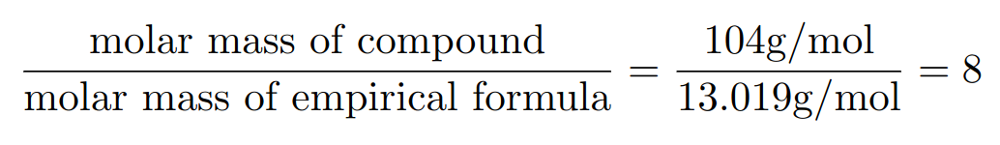 molar mass of compound / molar mass of empirical formula = 104g/mol / 13.019g/mol = 8